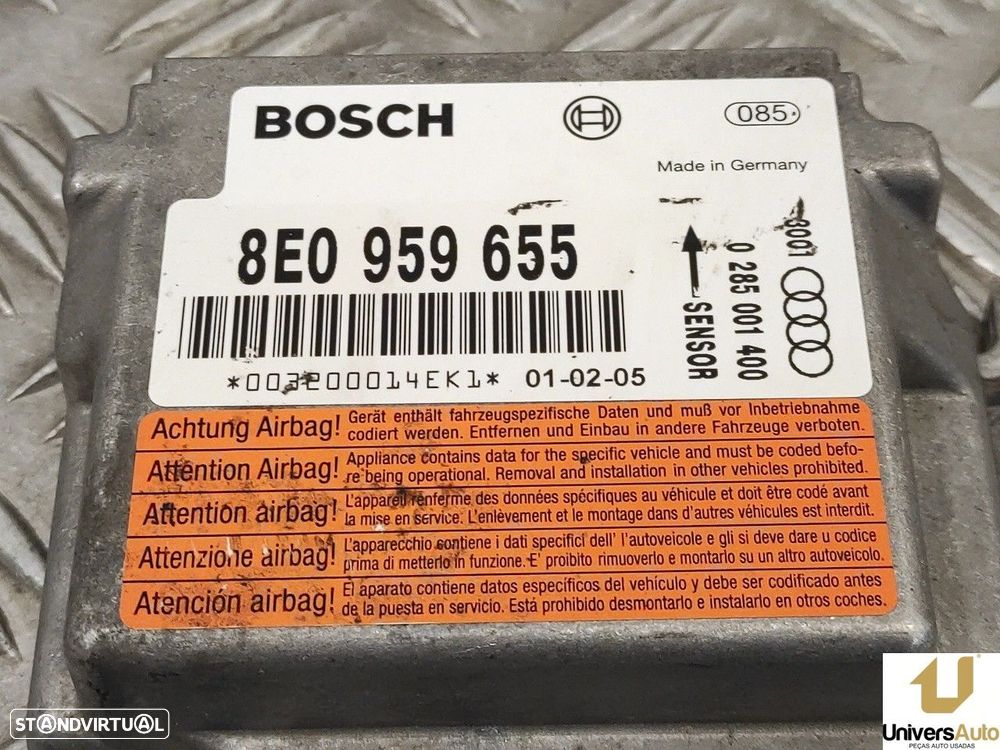 BOSCH
085
Made in Germany
8E0 959 655
*003200014EK1* 01-02-05
SENSOR
0 285 001 400
8001
Achtung Airbag! Gerät enthält fahrzeugspezifische Daten und muß vor Inbetriebnahme
codiert werden. Entfernen und Einbau in andere Fahrzeuge verboten.
Attention Airbag! Appliance contains data for the specific vehicle and must be coded befo-
re being operational. Removal and installation in other vehicles prohibited.
Attention airbag! L'appareil renferme des données spécifiques au véhicule et doit être codé avant
la mise en service. L'enlèvement et le montage dans d'autres véhicules est interdit.
Attenzione airbag! L'apparecchio contiene i dati specifici dell' l'autoveicole e gli si deve dare u codice
prima di metterlo in funzione. E' proibito rimuoverlo e montarlo su un altro autoveicolo.
Atención airbag! El aparato contiene datos específicos del vehículo y debe ser codificado antes
de la puesta en servicio. Está prohibido desmontarlo e instalarlo en otros coches.
STANDVIRTUAL
UniversAuto
PEÇAS AUTO USADAS